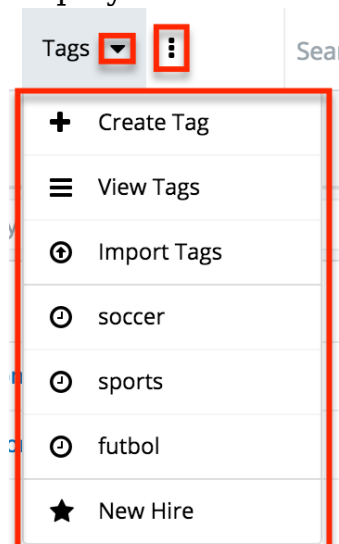 Tags
Create Tag
View Tags
Import Tags
soccer
sports
futbol
New Hire